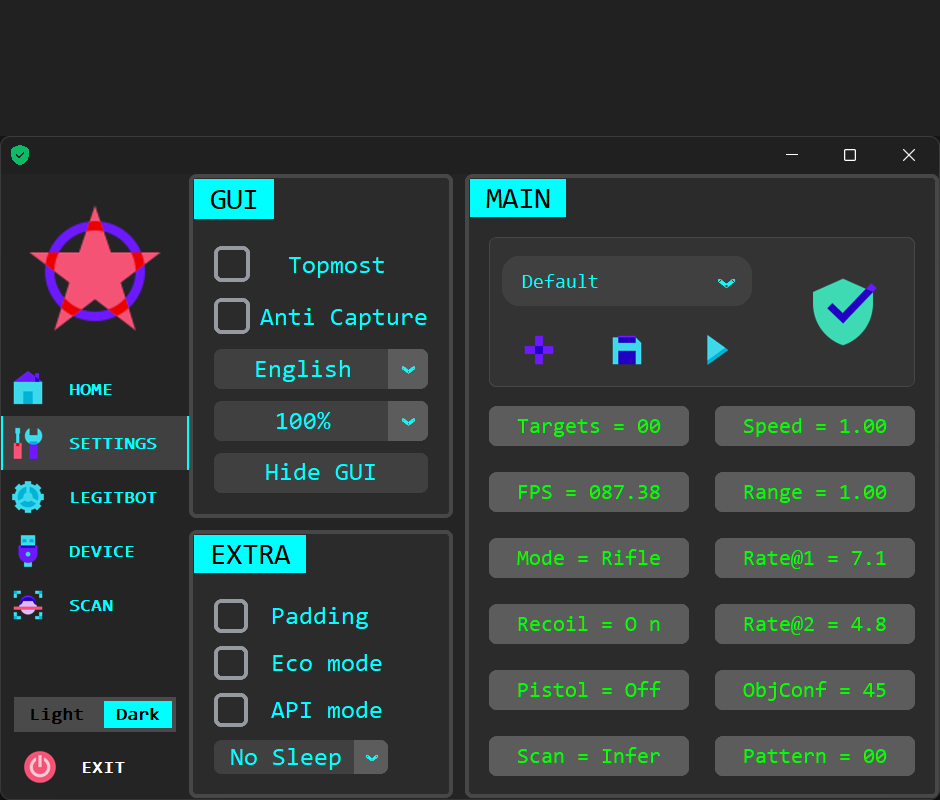 HOME
SETTINGS
LEGITBOT
DEVICE
SCAN
Light Dark
EXIT
GUI
Topmost
Anti Capture
English
100%
Hide GUI
EXTRA
Padding
Eco mode
API mode
No Sleep
MAIN
Default
Targets = 00
Speed = 1.00
FPS = 087.38
Range = 1.00
Mode = Rifle
Rate@1 = 7.1
Recoil = O n
Rate@2 = 4.8
Pistol = Off
ObjConf = 45
Scan = Infer
Pattern = 00